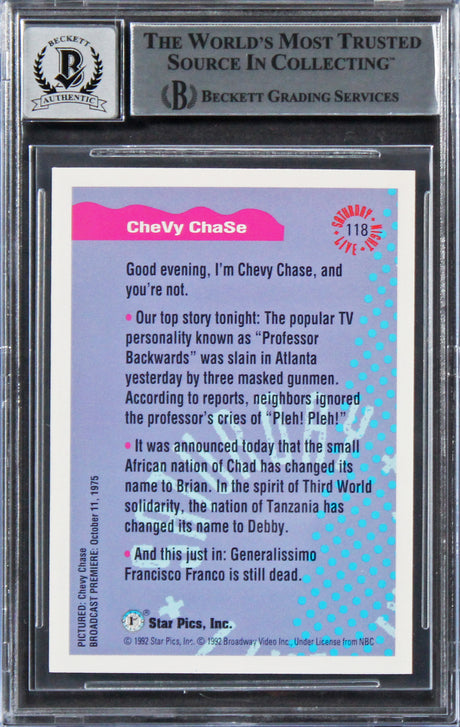 BECKETT
B
AUTHENTIC
THE WORLD'S MOST TRUSTED
SOURCE IN COLLECTING™
B BECKETT GRADING SERVICES
CheVy ChaSe
SATURDAY NIGHT LIVE
118
Good evening, I'm Chevy Chase, and
you're not.
• Our top story tonight: The popular TV
personality known as “Professor
Backwards” was slain in Atlanta
yesterday by three masked gunmen.
According to reports, neighbors ignored
the professor's cries of “Pleh! Pleh!”
• It was announced today that the small
African nation of Chad has changed its
name to Brian. In the spirit of Third World
solidarity, the nation of Tanzania has
changed its name to Debby.
• And this just in: Generalissimo
Francisco Franco is still dead.
PICTURED: Chevy Chase
BROADCAST PREMIERE: October 11, 1975
® Star Pics, Inc.
© 1992 Star Pics, Inc. © 1992 Broadway Video Inc., Under License from NBC